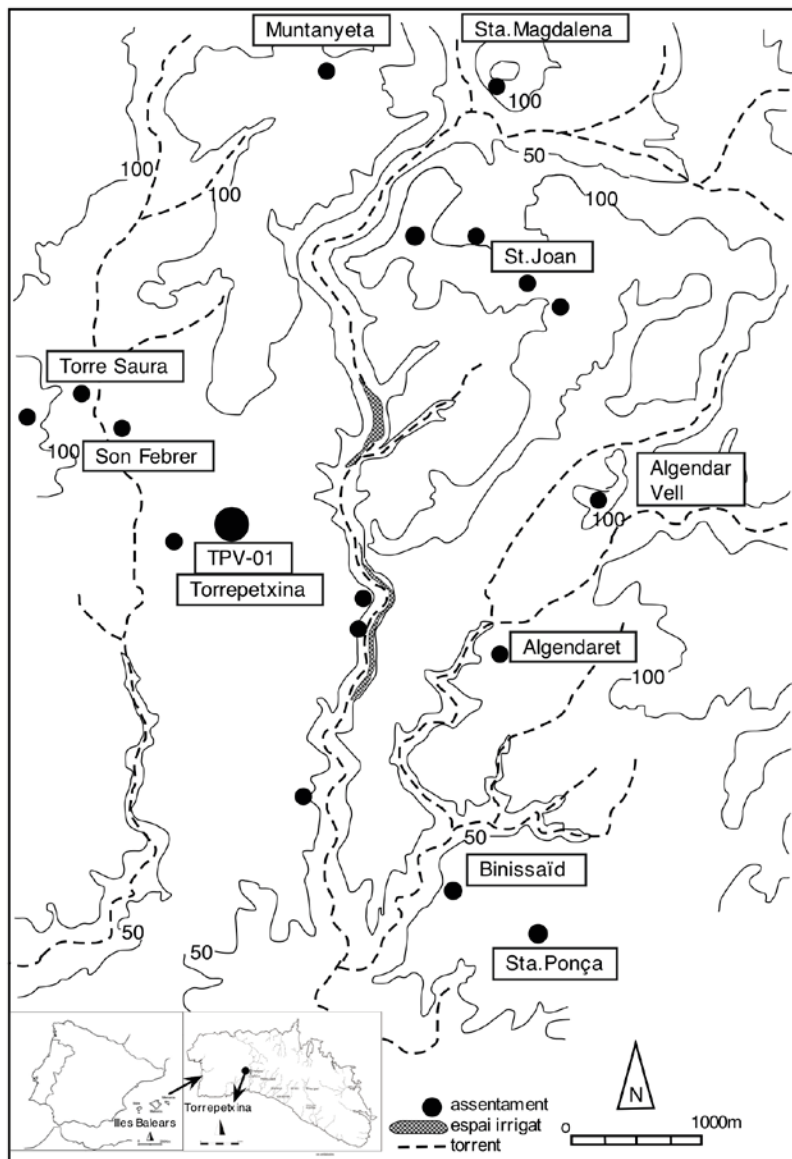 Muntanyeta
Sta.Magdalena
100
50
100
100
100
St.Joan
Torre Saura
100
Son Febrer
Algendar
Vell
100
TPV-01
Torrepetxina
Algendaret
100
50
Binissaïd
50
50
Sta.Ponça
Illes Balears
Torrepetxina
assentament
espai irrigat
torrent
N
0
1000m